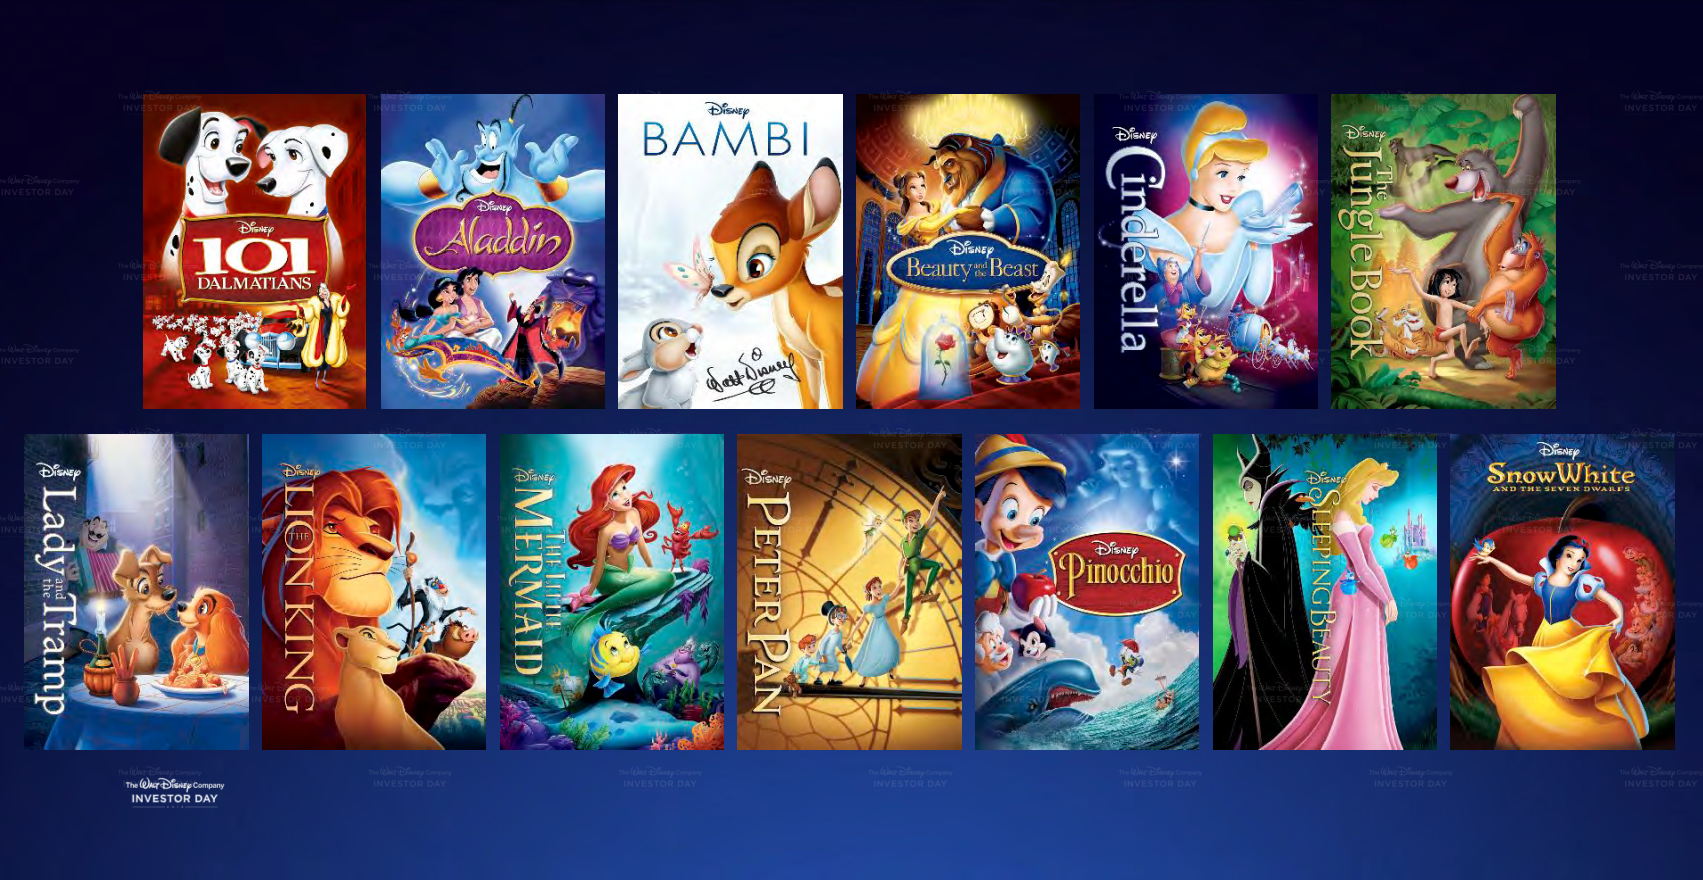 Disney
101
DALMATIANS
Disney
Aladdin
Disney
BAMBI
Walt Disney
Disney
Beauty and the Beast
Disney
Cinderella
Disney
The
Jungle Book
Disney
Lady and the Tramp
Disney
THE
LION KING
Disney
THE LITTLE
MERMAID
Disney
PETER PAN
Disney
Pinocchio
Disney
SLEEPING BEAUTY
Disney
SNOW WHITE
AND THE SEVEN DWARFS
The Walt Disney Company
INVESTOR DAY